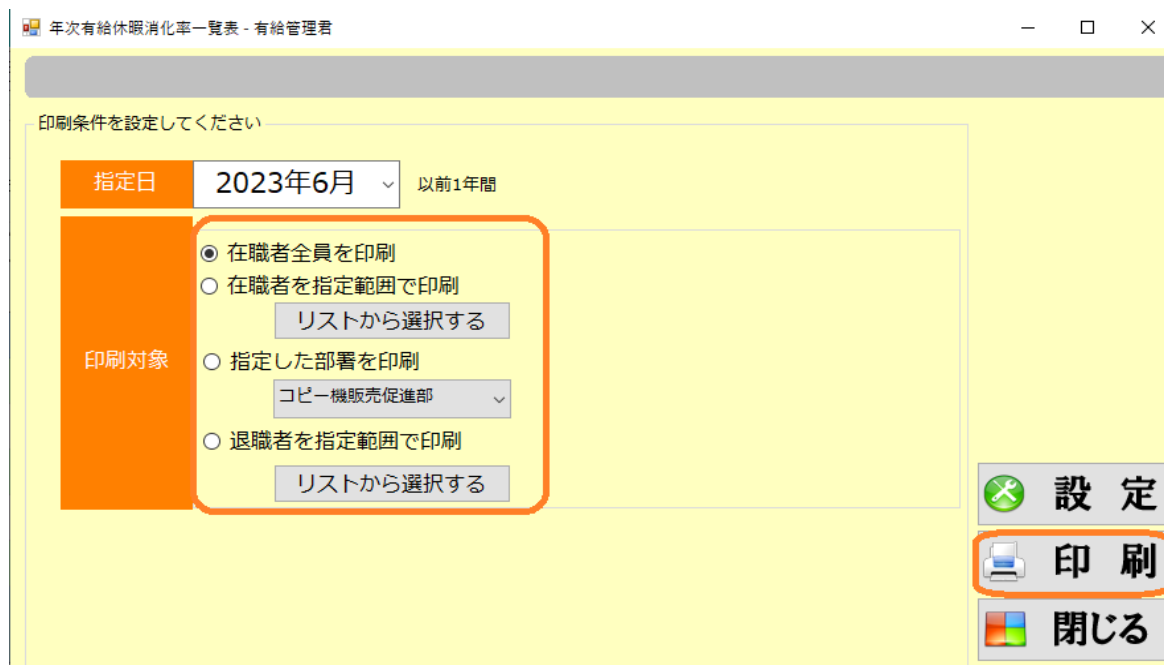 年次有給休暇消化率一覧表 - 有給管理君
印刷条件を設定してください
指定日
2023年6月
以前1年間
印刷対象
在職者全員を印刷
在職者を指定範囲で印刷
リストから選択する
指定した部署を印刷
コピー機販売促進部
退職者を指定範囲で印刷
リストから選択する
設 定
印 刷
閉じる